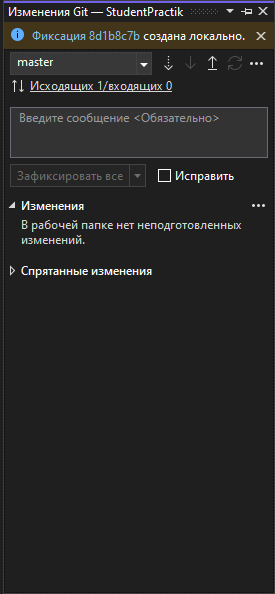 Изменения Git — StudentPractik
Фиксация 8d1b8c7b создана локально.
master
Исходящих 1/входящих 0
Введите сообщение <Обязательно>
Зафиксировать все
Исправить
Изменения
В рабочей папке нет неподготовленных
изменений.
Спрятанные изменения